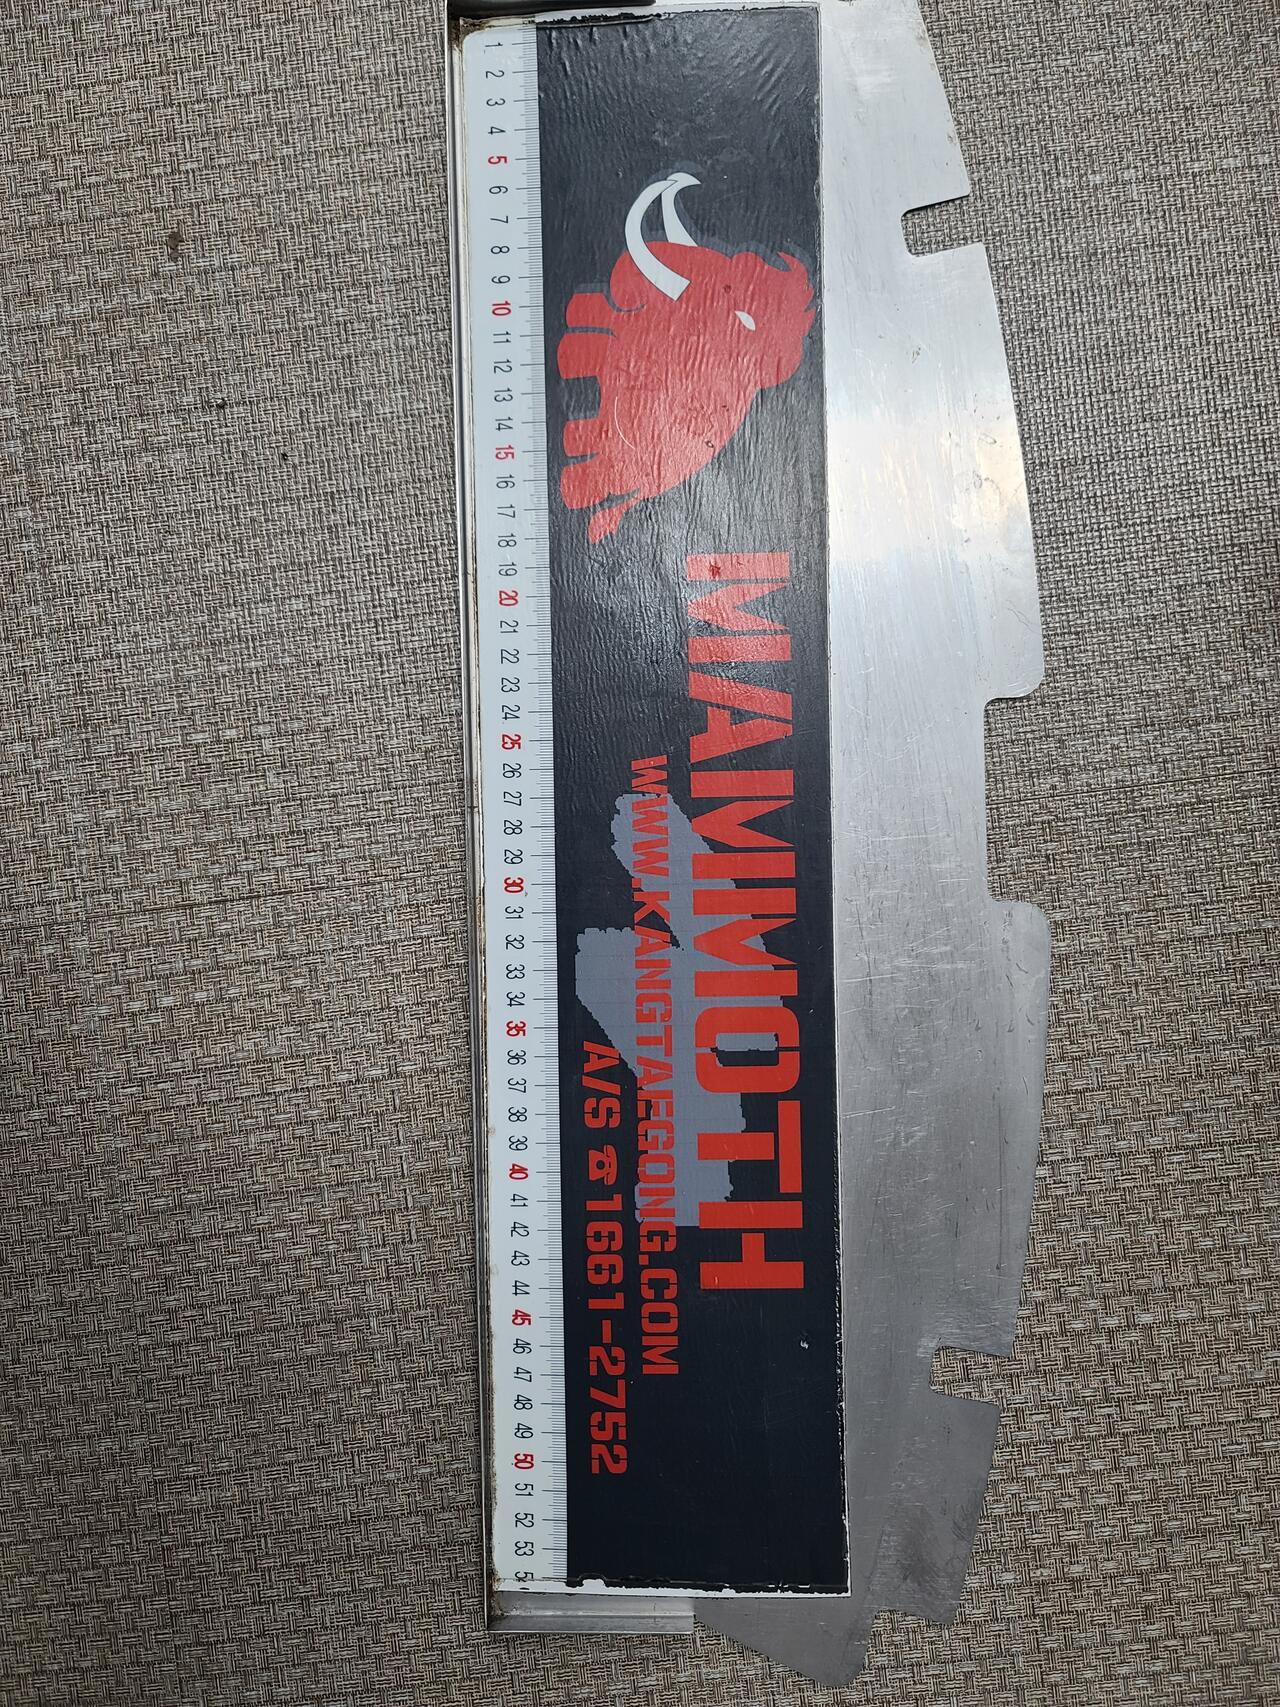 1 2 3 4 5 6 7 8 9 10 11 12 13 14 15 16 17 18 19 20 21 22 23 24 25 26 27 28 29 30 31 32 33 34 35 36 37 38 39 40 41 42 43 44 45 46 47 48 49 50 51 52 53
MAMMOTH
WWW.KANGTAEGONG.COM
A/S ☎1661-2752